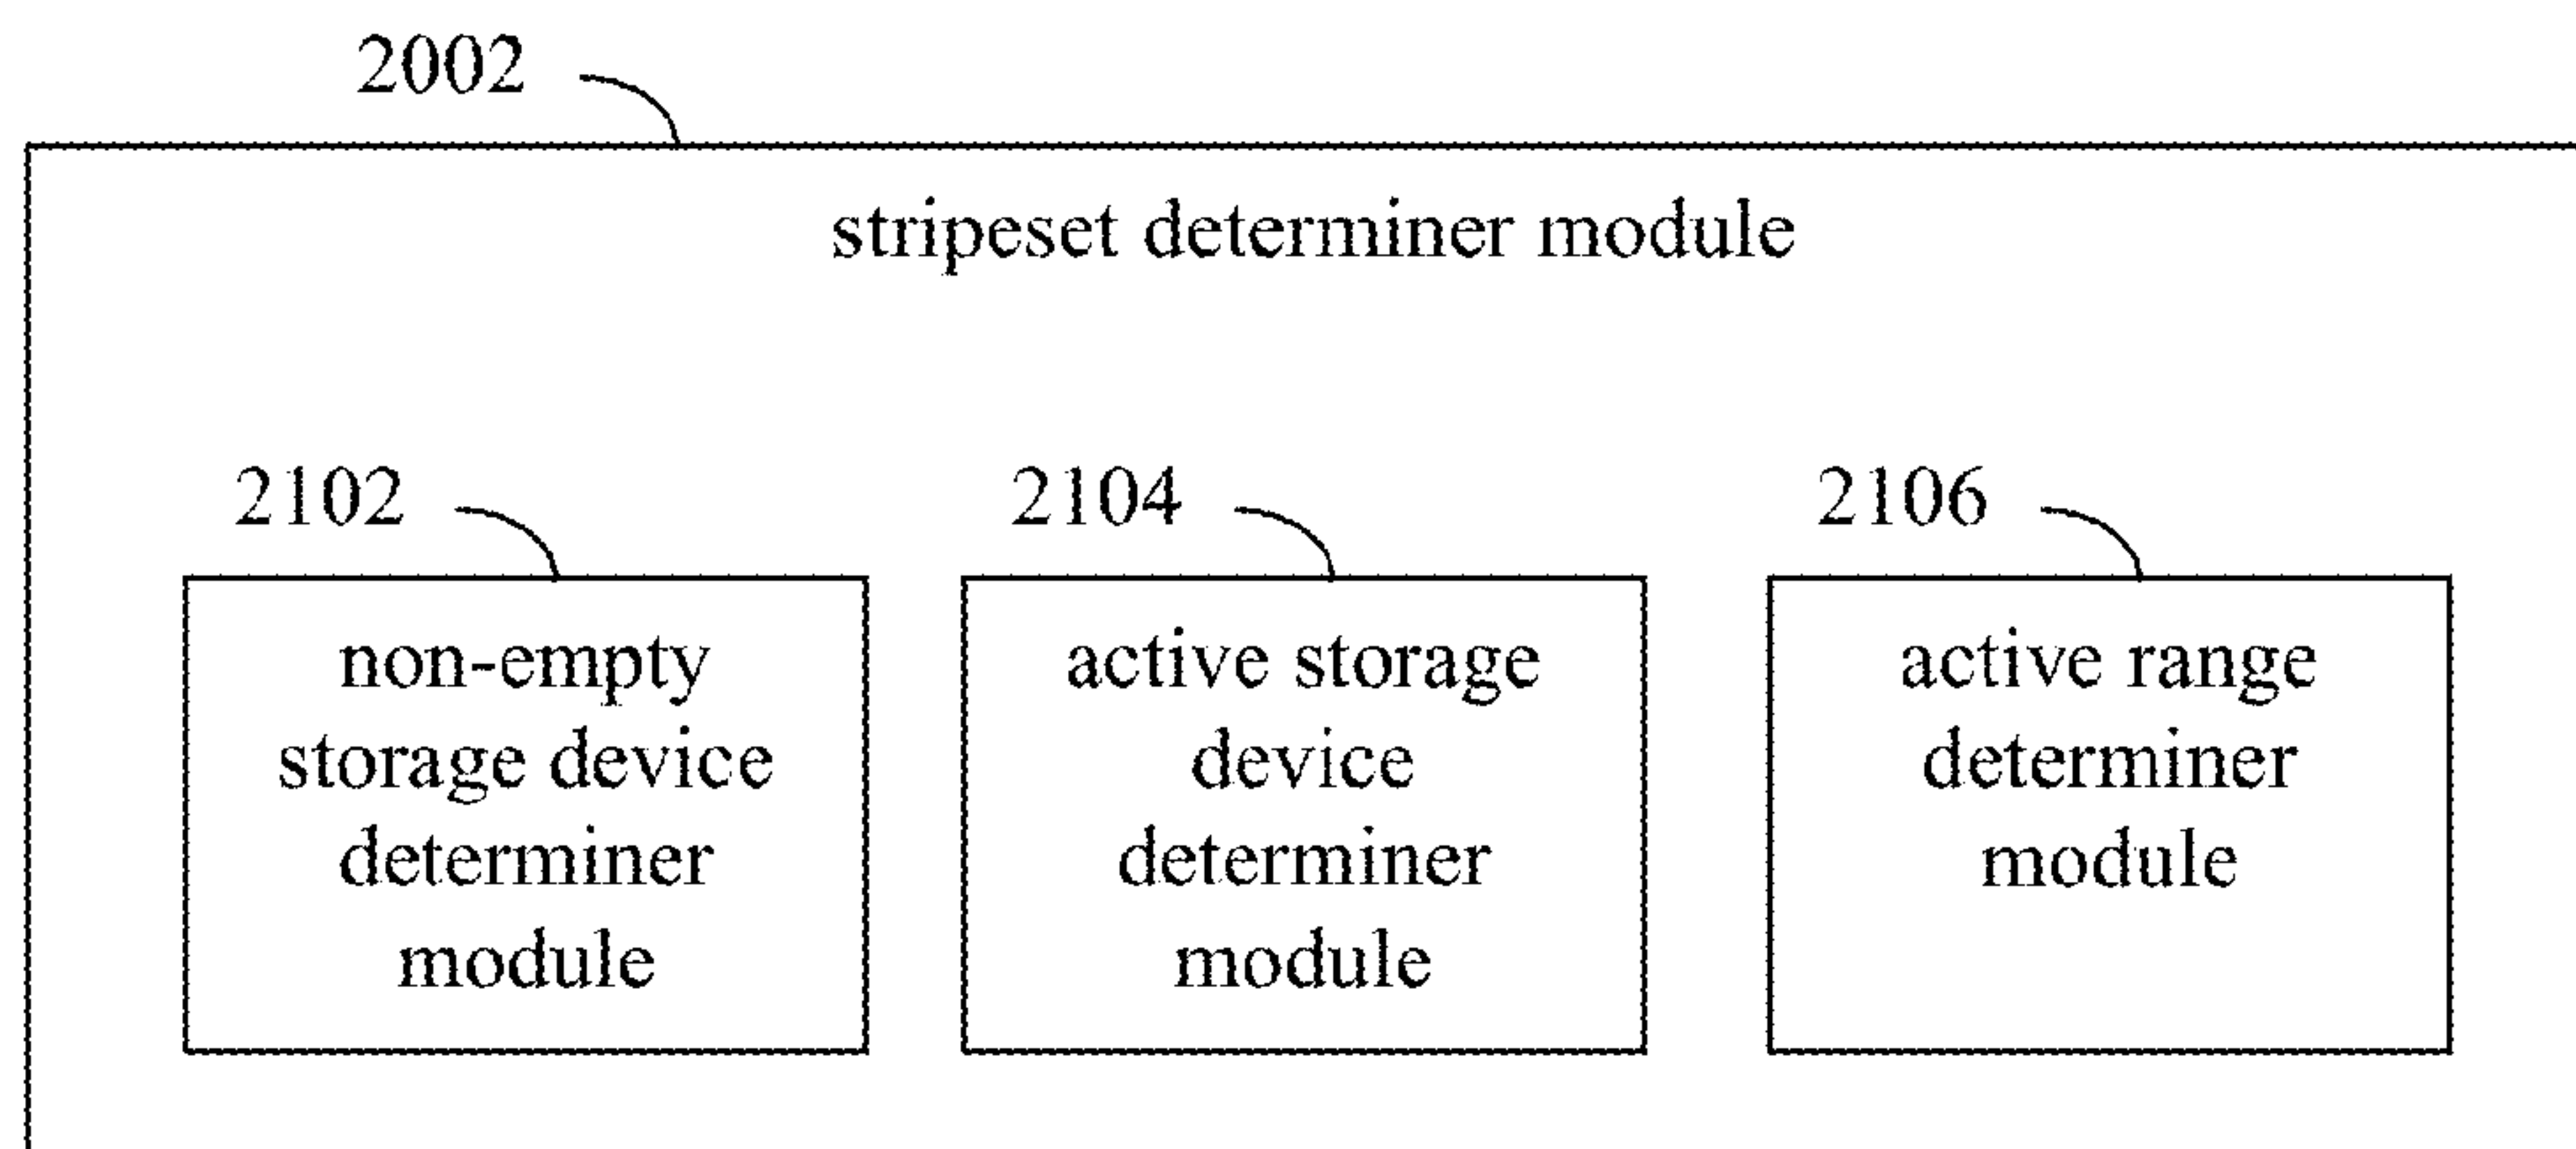 2002
stripeset determiner module
2102
2104
2106
non-empty
storage device
determiner
module
active storage
device
determiner
module
active range
determiner
module